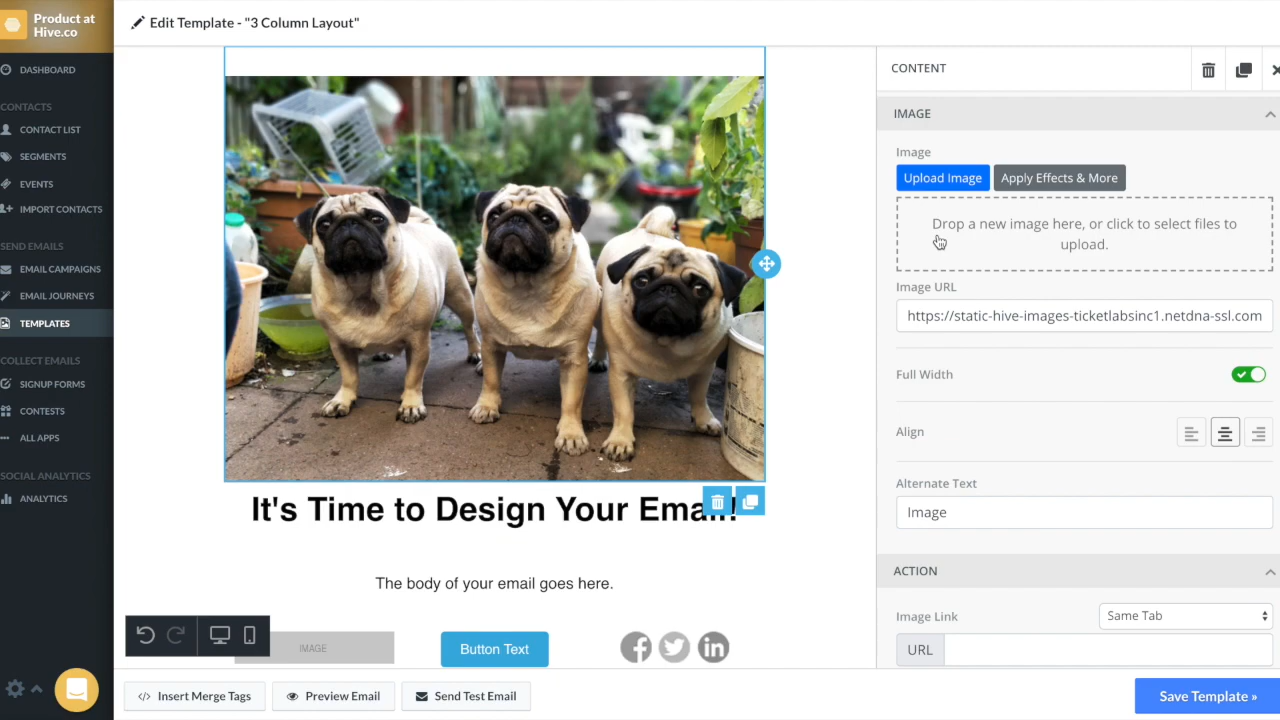 Product at
Hive.co
Edit Template - "3 Column Layout"
DASHBOARD
CONTACTS
CONTACT LIST
SEGMENTS
EVENTS
IMPORT CONTACTS
SEND EMAILS
EMAIL CAMPAIGNS
EMAIL JOURNEYS
TEMPLATES
COLLECT EMAILS
SIGNUP FORMS
CONTESTS
ALL APPS
SOCIAL ANALYTICS
ANALYTICS
It's Time to Design Your Email!
The body of your email goes here.
IMAGE
Button Text
Insert Merge Tags
Preview Email
Send Test Email
CONTENT
IMAGE
Image
Upload Image
Apply Effects & More
Drop a new image here, or click to select files to
upload.
Image URL
https://static-hive-images-ticketlabsinc1.netdna-ssl.com
Full Width
Align
Alternate Text
Image
ACTION
Image Link
Same Tab
URL
Save Template »